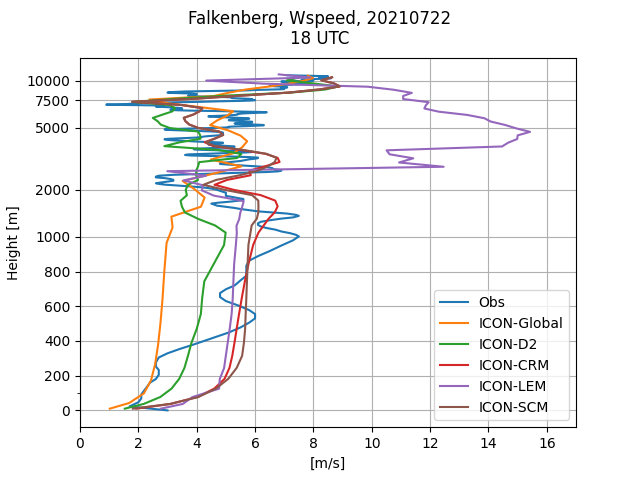 Falkenberg, Wspeed, 20210722
18 UTC
10000
7500
5000
2000
1000
800
600
400
200
0
Height [m]
0 2 4 6 8 10 12 14 16
[m/s]
Obs
ICON-Global
ICON-D2
ICON-CRM
ICON-LEM
ICON-SCM